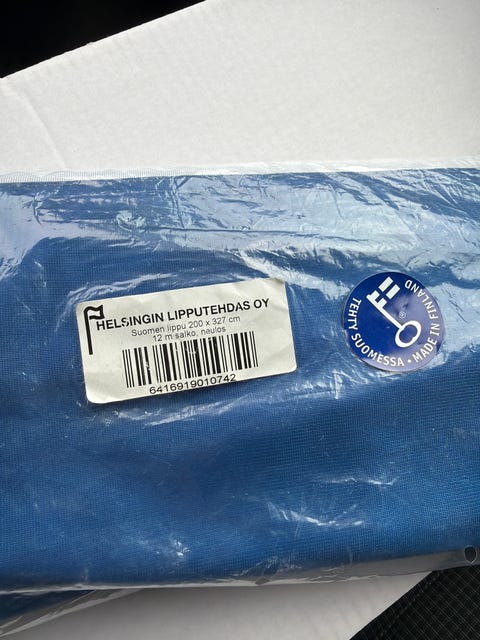 HELSINGIN LIPPUTEHDAS OY
Suomen lippu 200 x 327 cm
12 m salko, neulos
6416919010742
TEHTY SUOMESSA • MADE IN FINLAND